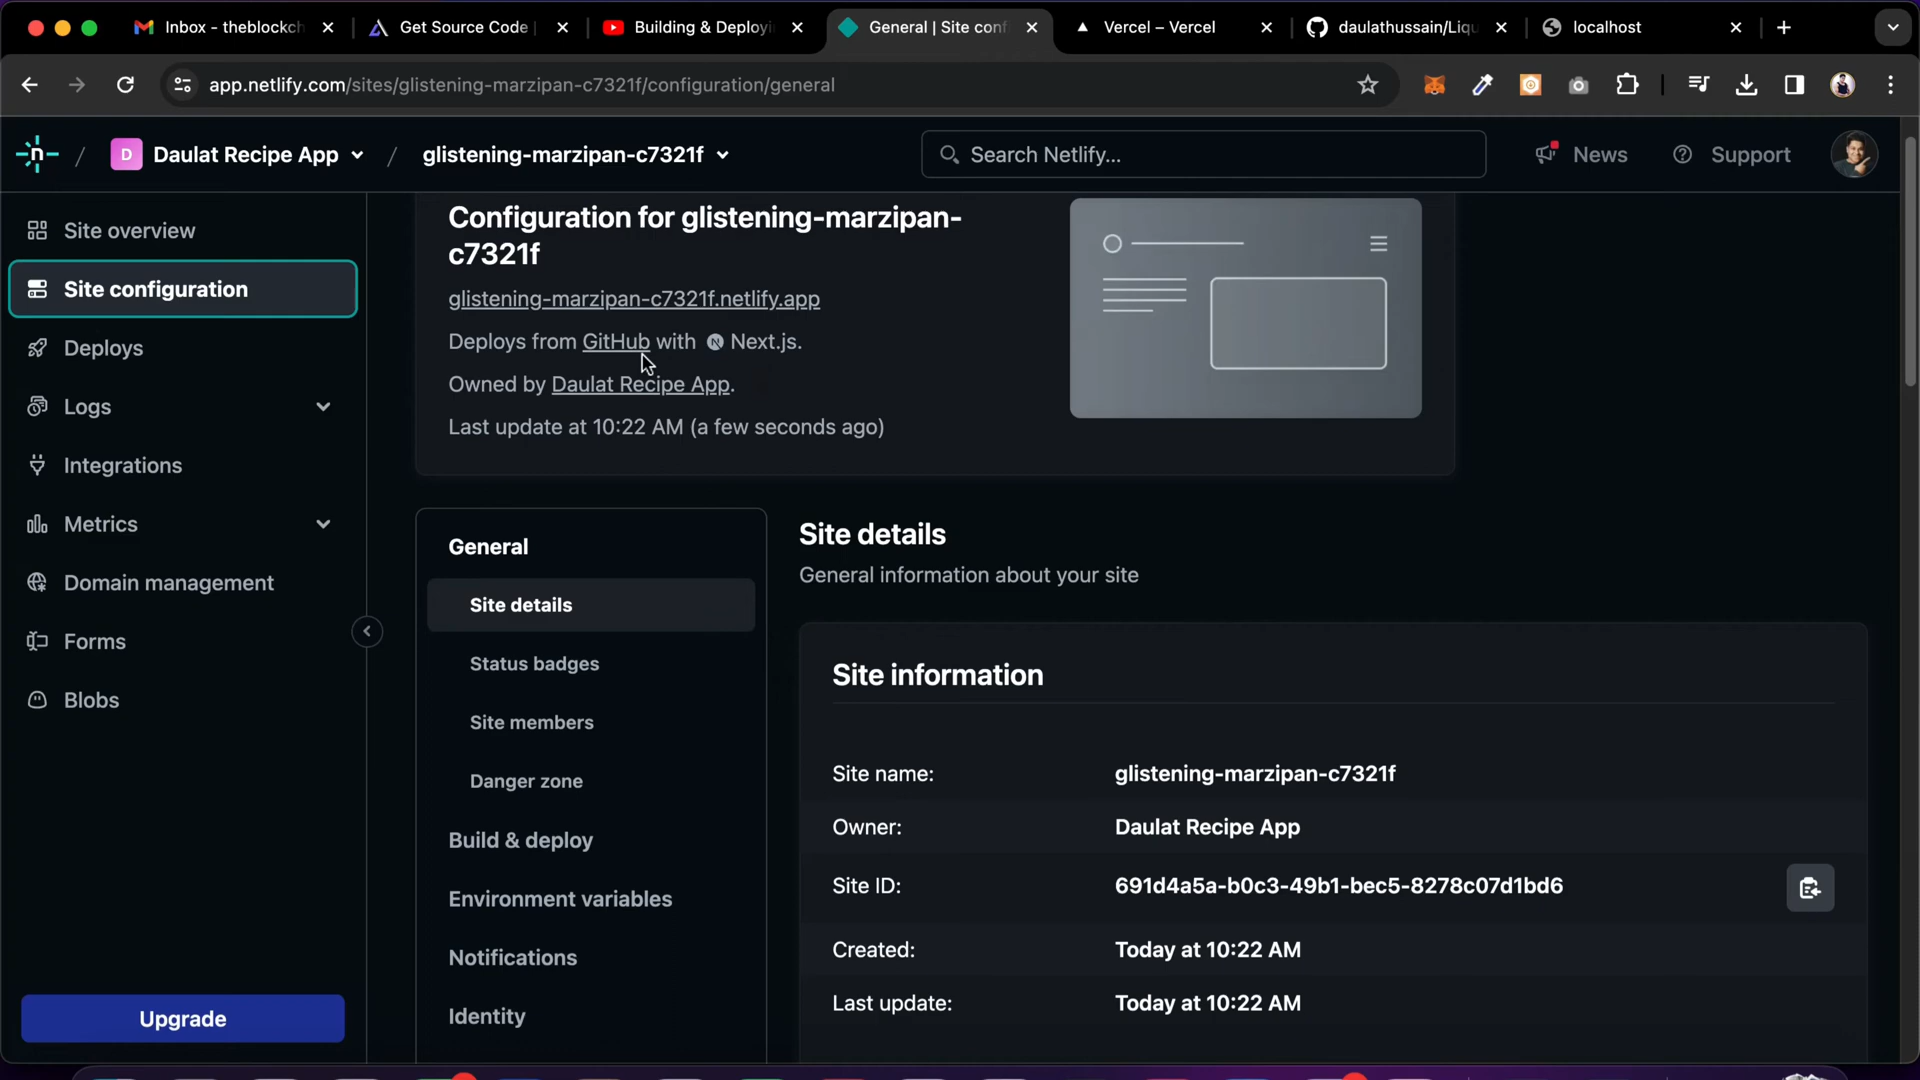 Inbox - theblockch
Get Source Code
Building & Deployi
General | Site conf
Vercel – Vercel
daulathussain/Liqu
localhost
app.netlify.com/sites/glistening-marzipan-c7321f/configuration/general
D
Daulat Recipe App
/
glistening-marzipan-c7321f
Search Netlify...
News
Support
Site overview
Site configuration
Deploys
Logs
Integrations
Metrics
Domain management
Forms
Blobs
Upgrade
Configuration for glistening-marzipan-
c7321f
glistening-marzipan-c7321f.netlify.app
Deploys from GitHub with Next.js.
Owned by Daulat Recipe App.
Last update at 10:22 AM (a few seconds ago)
General
Site details
Status badges
Site members
Danger zone
Build & deploy
Environment variables
Notifications
Identity
Site details
General information about your site
Site information
Site name: glistening-marzipan-c7321f
Owner: Daulat Recipe App
Site ID: 691d4a5a-b0c3-49b1-bec5-8278c07d1bd6
Created: Today at 10:22 AM
Last update: Today at 10:22 AM